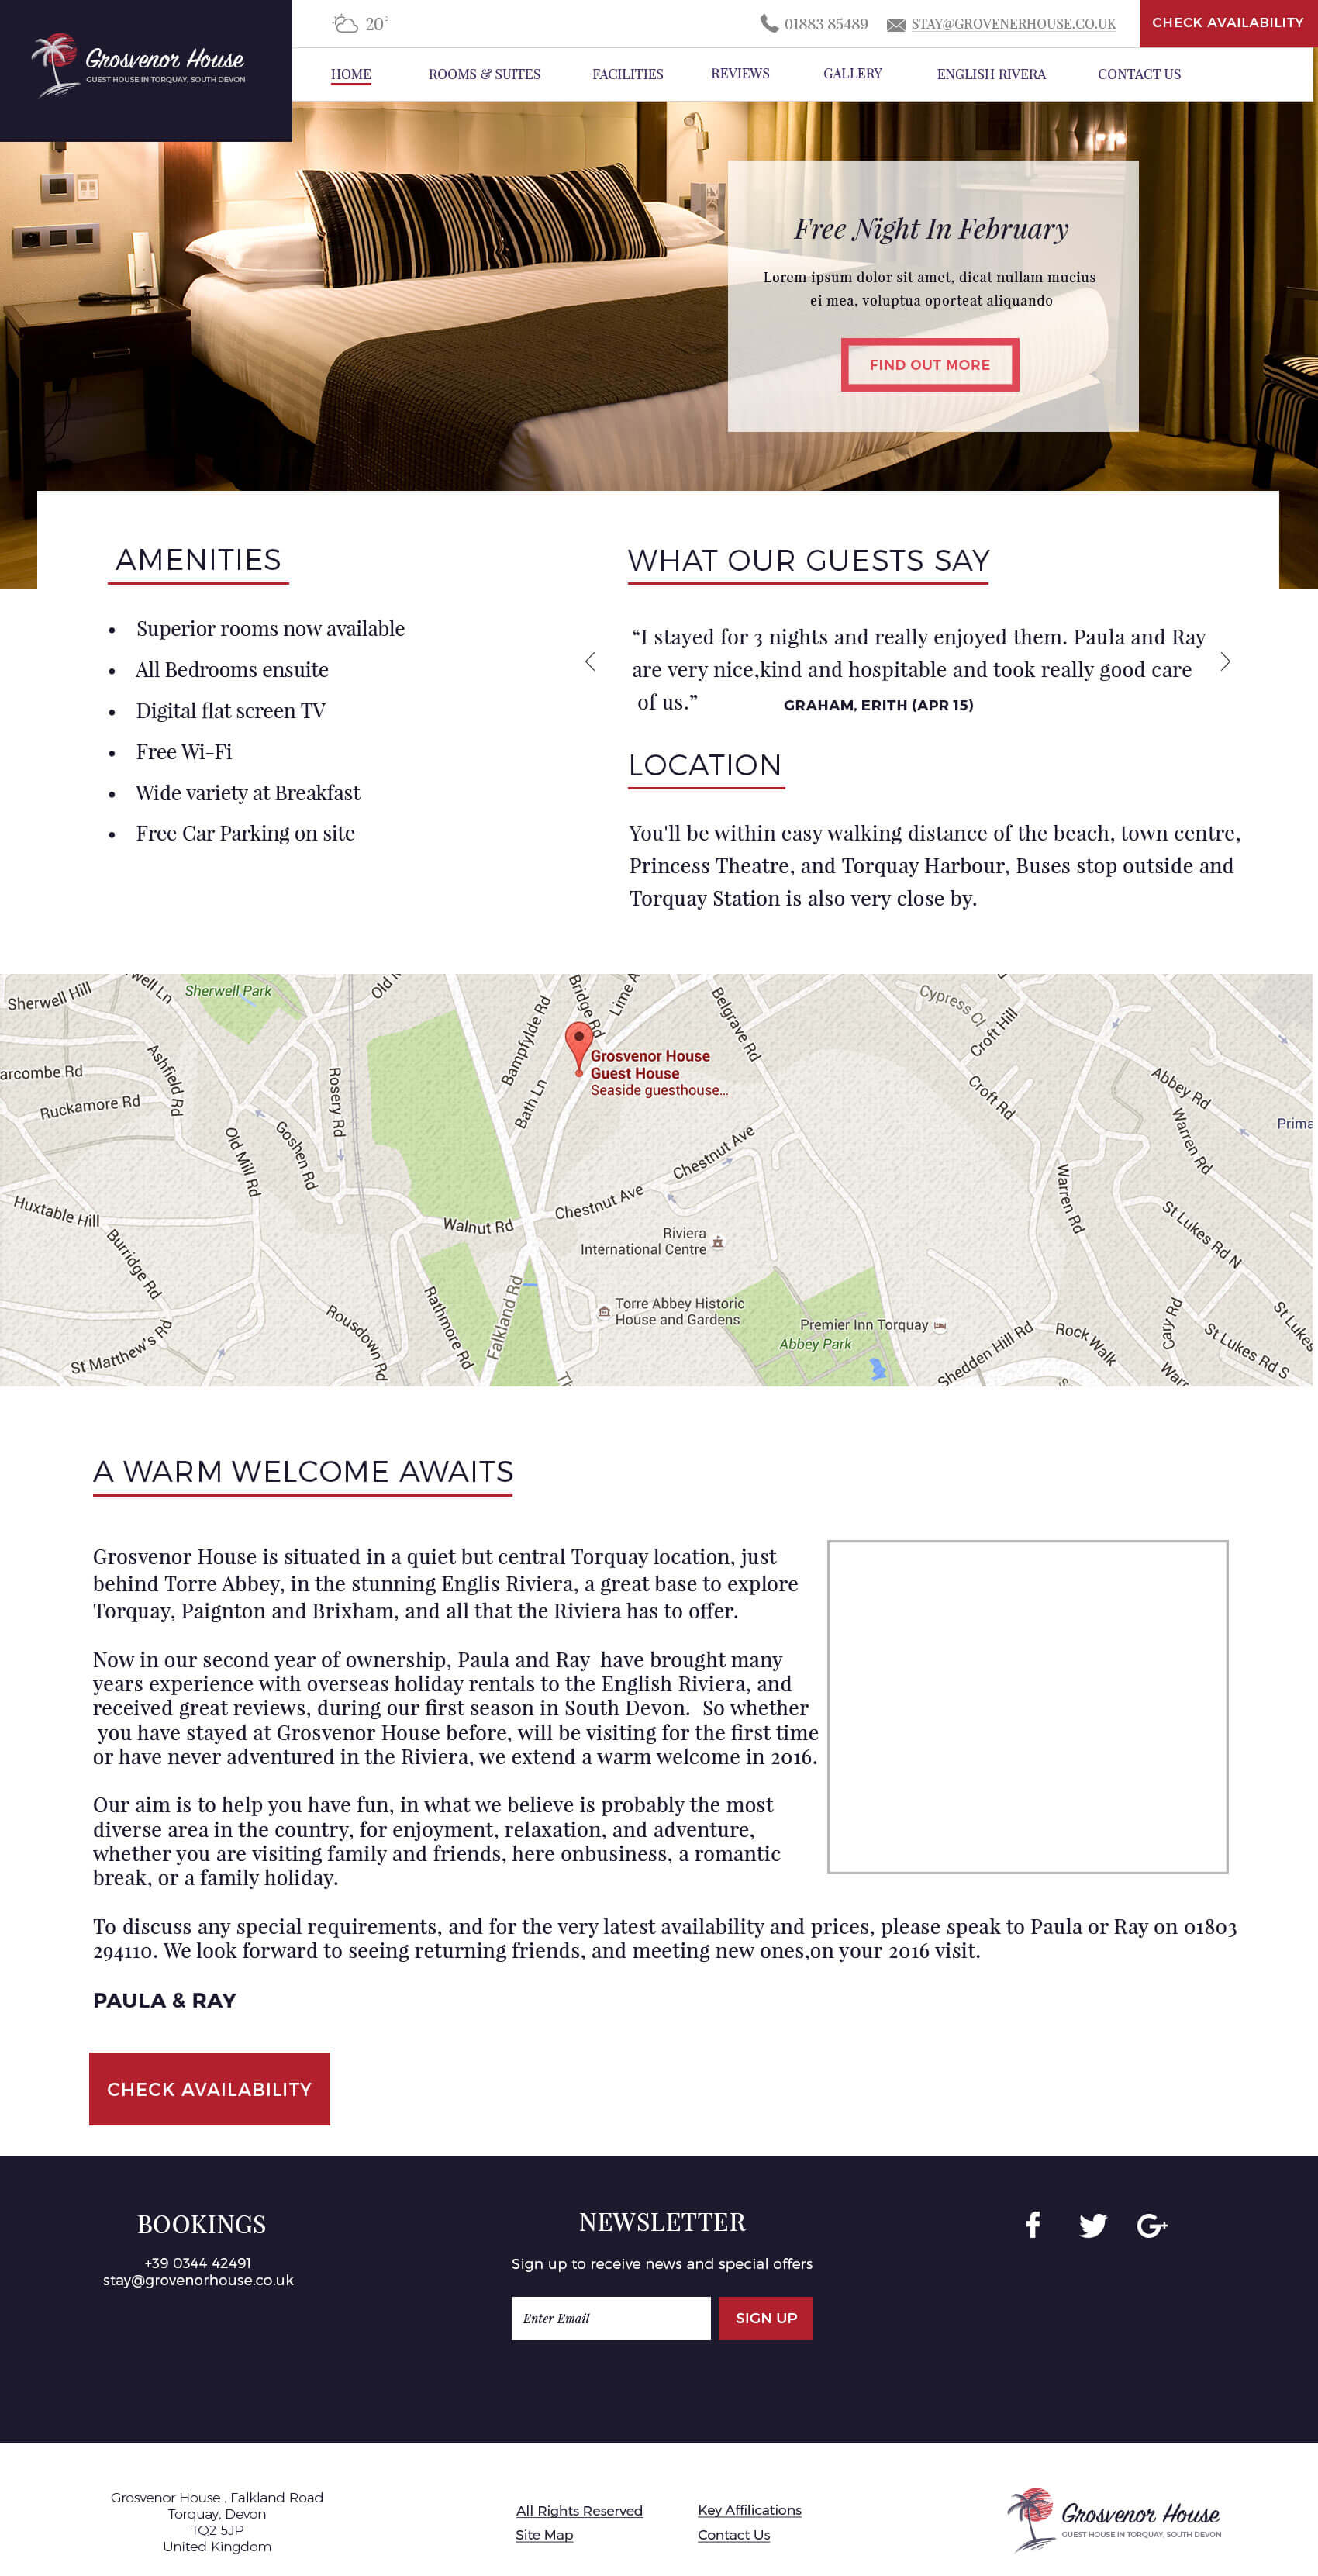 Grosvenor House
GUEST HOUSE IN TORQUAY, SOUTH DEVON
20°
01883 85489
STAY@GROVENERHOUSE.CO.UK
CHECK AVAILABILITY
HOME
ROOMS & SUITES
FACILITIES
REVIEWS
GALLERY
ENGLISH RIVERA
CONTACT US
Free Night In February
Lorem ipsum dolor sit amet, dicat nullam mucius
ei mea, voluptua oporteat aliquando
FIND OUT MORE
AMENITIES
• Superior rooms now available
• All Bedrooms ensuite
• Digital flat screen TV
• Free Wi-Fi
• Wide variety at Breakfast
• Free Car Parking on site
WHAT OUR GUESTS SAY
“I stayed for 3 nights and really enjoyed them. Paula and Ray
are very nice,kind and hospitable and took really good care
of us.”
GRAHAM, ERITH (APR 15)
LOCATION
You'll be within easy walking distance of the beach, town centre,
Princess Theatre, and Torquay Harbour, Buses stop outside and
Torquay Station is also very close by.
Sherwell Hill
well Ln
Sherwell Park
Bridge Rd
Lime A
Belgrave Rd
Cypress Cl
Croft Hill
Bampfylde Rd
Grosvenor House
Guest House
Seaside guesthouse...
arcombe Rd
Ashfield Rd
Rosery Rd
Ruckamore Rd
Bath Ln
Croft Rd
Abbey Rd
Warren Rd
Prima
Old Mill Rd
Goshen Rd
Chestnut Ave
Chestnut Ave
Warren Rd
Huxtable Hill
Burridge Rd
Walnut Rd
Riviera
International Centre
St Lukes Rd N
Rathmore Rd
Falkland Rd
Torre Abbey Historic
House and Gardens
Premier Inn Torquay
Abbey Park
Rousdown Rd
St Matthew's Rd
Shedden Hill Rd
Rock Walk
Cary Rd
St Lukes Rd S
St Lukes
Warr
Th
A WARM WELCOME AWAITS
Grosvenor House is situated in a quiet but central Torquay location, just
behind Torre Abbey, in the stunning Englis Riviera, a great base to explore
Torquay, Paignton and Brixham, and all that the Riviera has to offer.
Now in our second year of ownership, Paula and Ray have brought many
years experience with overseas holiday rentals to the English Riviera, and
received great reviews, during our first season in South Devon. So whether
you have stayed at Grosvenor House before, will be visiting for the first time
or have never adventured in the Riviera, we extend a warm welcome in 2016.
Our aim is to help you have fun, in what we believe is probably the most
diverse area in the country, for enjoyment, relaxation, and adventure,
whether you are visiting family and friends, here onbusiness, a romantic
break, or a family holiday.
To discuss any special requirements, and for the very latest availability and prices, please speak to Paula or Ray on 01803
294110. We look forward to seeing returning friends, and meeting new ones,on your 2016 visit.
PAULA & RAY
CHECK AVAILABILITY
BOOKINGS
+39 0344 42491
stay@grovenorhouse.co.uk
NEWSLETTER
Sign up to receive news and special offers
Enter Email
SIGN UP
f
G+
Grosvenor House , Falkland Road
Torquay, Devon
TQ2 5JP
United Kingdom
All Rights Reserved
Site Map
Key Affilications
Contact Us
Grosvenor House
GUEST HOUSE IN TORQUAY, SOUTH DEVON